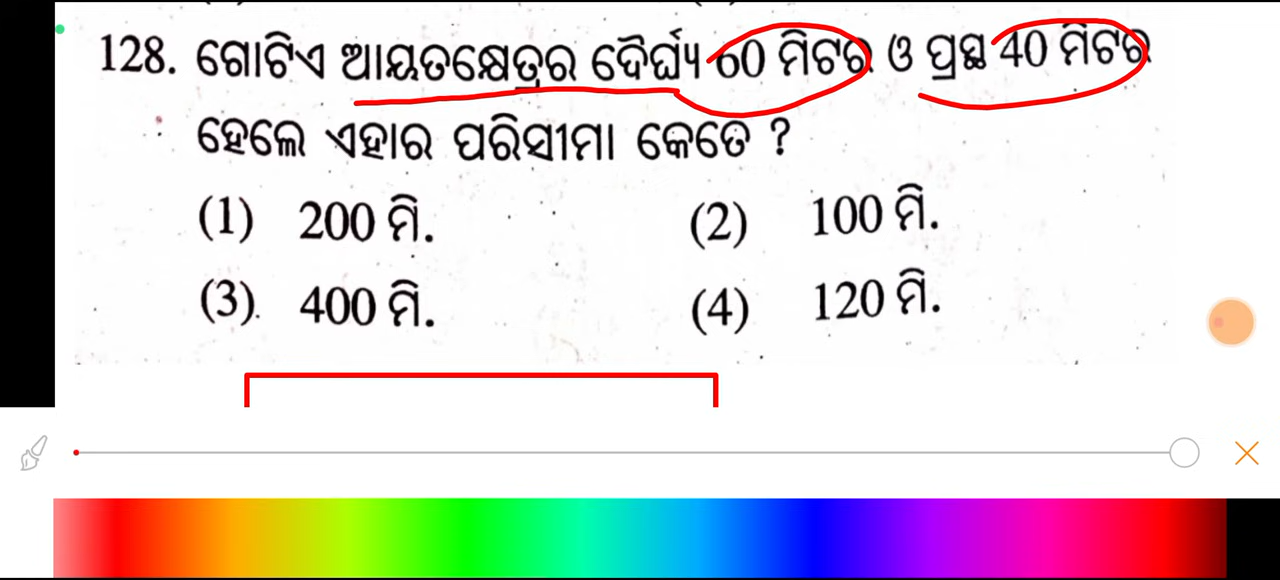 128. ଗୋଟିଏ ଆୟତକ୍ଷେତ୍ରର ଦୈର୍ଘ୍ୟ 60 ମିଟର ଓ ପ୍ରସ୍ଥ 40 ମିଟର
ହେଲେ ଏହାର ପରିସୀମା କେତେ ?
(1) 200 ମି. (2) 100 ମି.
(3) 400 ମି. (4) 120 ମି.